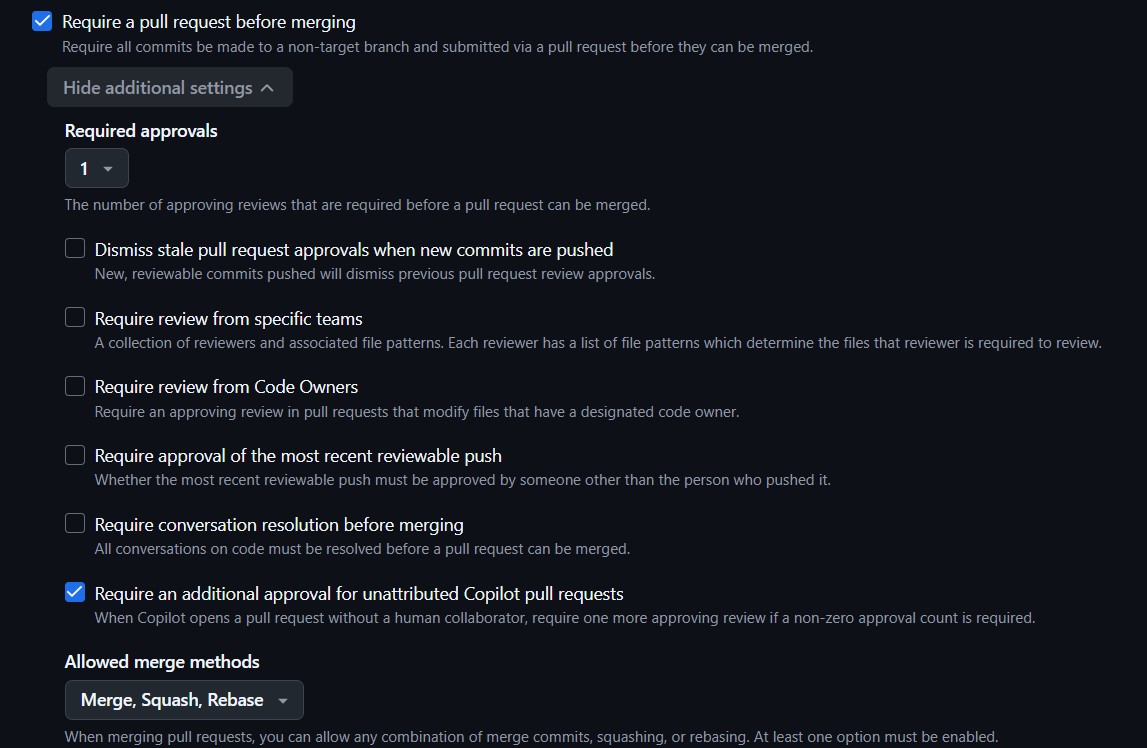 Require a pull request before merging
Require all commits be made to a non-target branch and submitted via a pull request before they can be merged.
Hide additional settings
Required approvals
1
The number of approving reviews that are required before a pull request can be merged.
Dismiss stale pull request approvals when new commits are pushed
New, reviewable commits pushed will dismiss previous pull request review approvals.
Require review from specific teams
A collection of reviewers and associated file patterns. Each reviewer has a list of file patterns which determine the files that reviewer is required to review.
Require review from Code Owners
Require an approving review in pull requests that modify files that have a designated code owner.
Require approval of the most recent reviewable push
Whether the most recent reviewable push must be approved by someone other than the person who pushed it.
Require conversation resolution before merging
All conversations on code must be resolved before a pull request can be merged.
Require an additional approval for unattributed Copilot pull requests
When Copilot opens a pull request without a human collaborator, require one more approving review if a non-zero approval count is required.
Allowed merge methods
Merge, Squash, Rebase
When merging pull requests, you can allow any combination of merge commits, squashing, or rebasing. At least one option must be enabled.